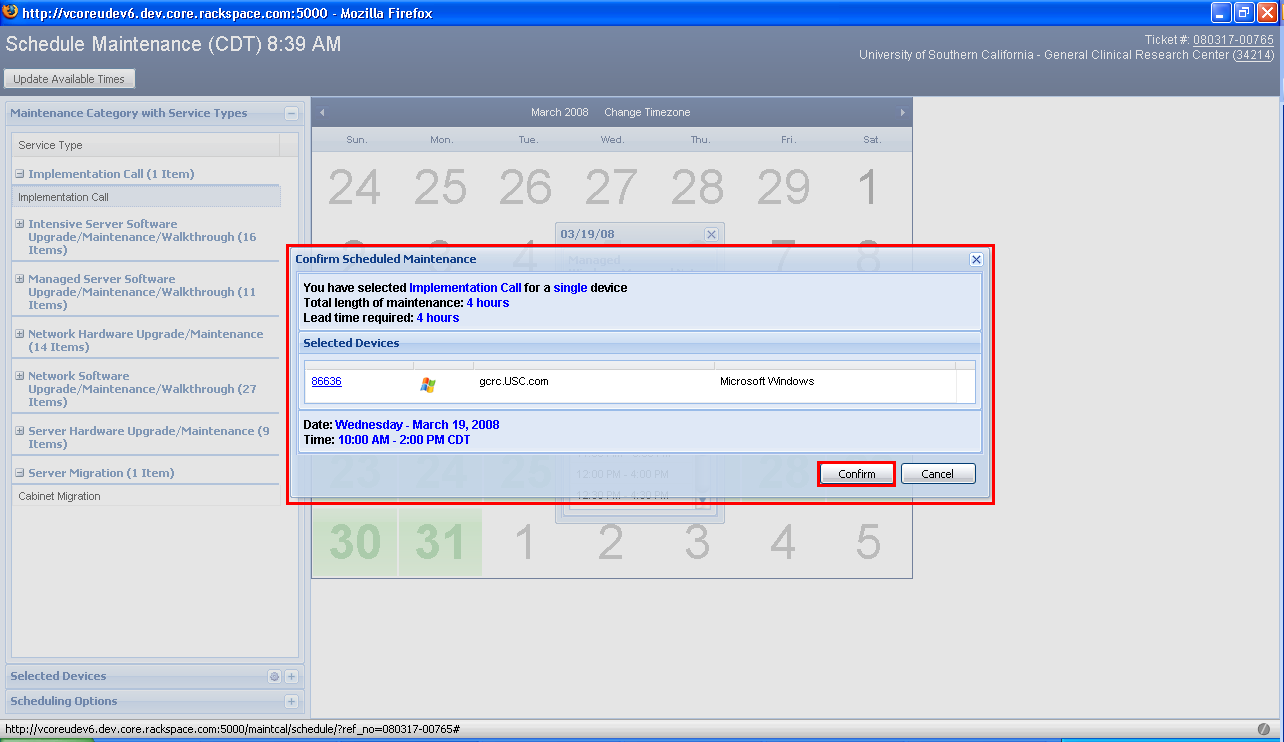 http://vcoreudev6.dev.core.rackspace.com:5000 - Mozilla Firefox
Schedule Maintenance (CDT) 8:39 AM
Ticket #: 080317-00765
University of Southern California - General Clinical Research Center (34214)
Update Available Times
Maintenance Category with Service Types
Service Type
Implementation Call (1 Item)
Implementation Call
Intensive Server Software
Upgrade/Maintenance/Walkthrough (16
Items)
Managed Server Software
Upgrade/Maintenance/Walkthrough (11
Items)
Network Hardware Upgrade/Maintenance
(14 Items)
Network Software
Upgrade/Maintenance/Walkthrough (27
Items)
Server Hardware Upgrade/Maintenance (9
Items)
Server Migration (1 Item)
Cabinet Migration
Selected Devices
Scheduling Options
March 2008 Change Timezone
Sun. Mon. Tue. Wed. Thu. Fri. Sat.
24 25 26 27 28 29 1
03/19/08
Managed
Confirm Scheduled Maintenance
You have selected Implementation Call for a single device
Total length of maintenance: 4 hours
Lead time required: 4 hours
Selected Devices
86636 gcrc.USC.com Microsoft Windows
Date: Wednesday - March 19, 2008
Time: 10:00 AM - 2:00 PM CDT
Confirm Cancel
23 24 25 28
12:00 PM - 4:00 PM
12:30 PM - 4:30 PM
30 31 1 2 3 4 5
http://vcoreudev6.dev.core.rackspace.com:5000/maintcal/schedule/?ref_no=080317-00765#